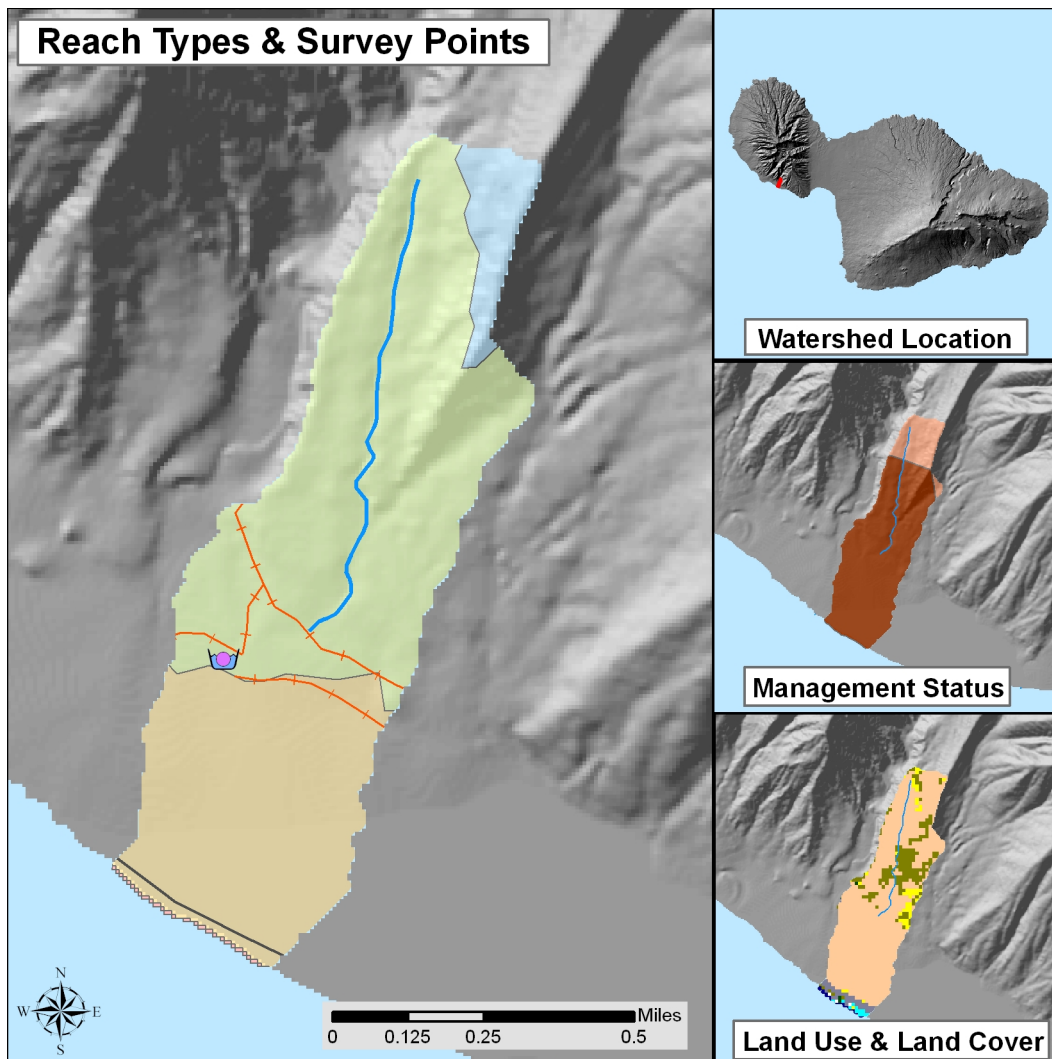 Reach Types & Survey Points
Watershed Location
Management Status
Land Use & Land Cover
N
W E
S
Miles
0 0.125 0.25 0.5